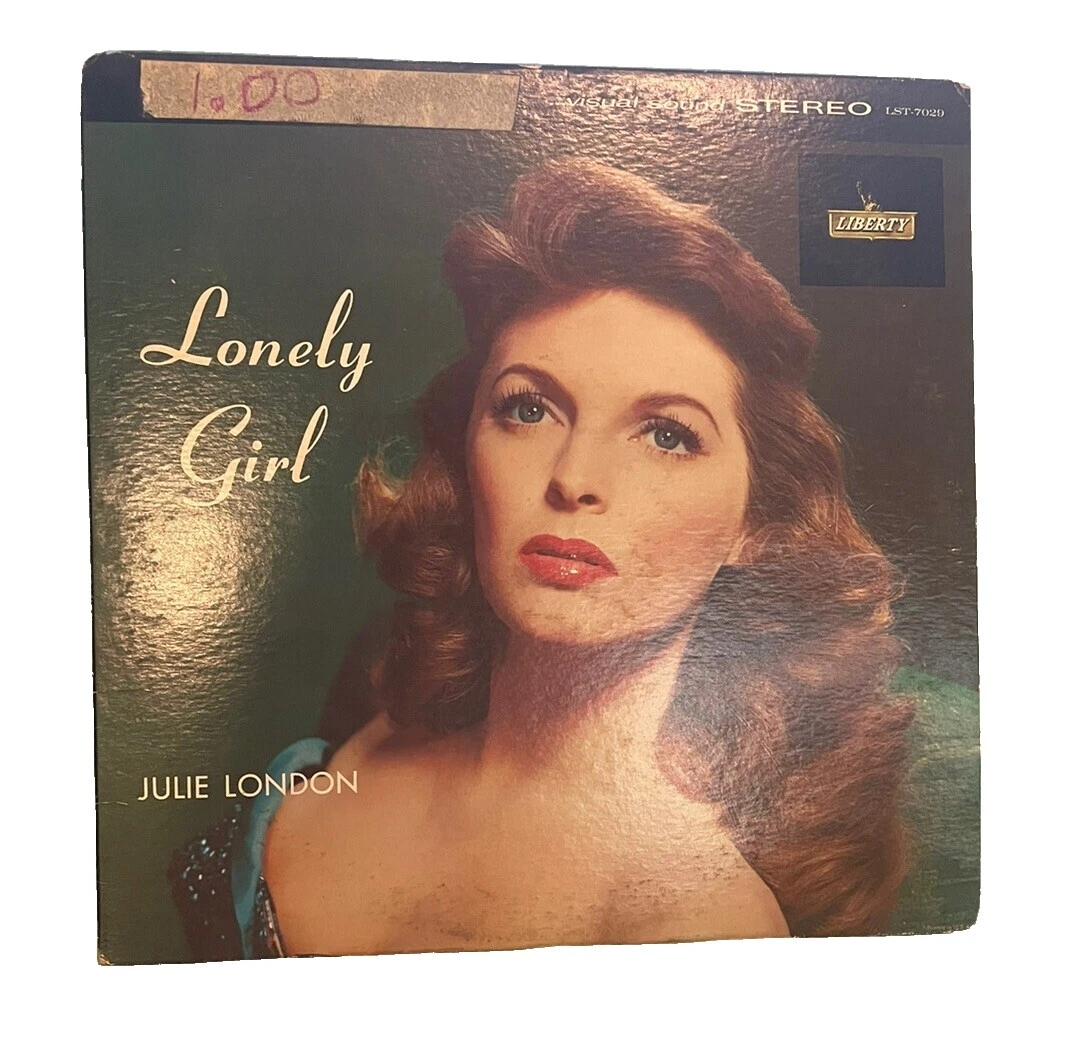 1.00
visual sound STEREO LST-7029
LIBERTY
Lonely
Girl
JULIE LONDON